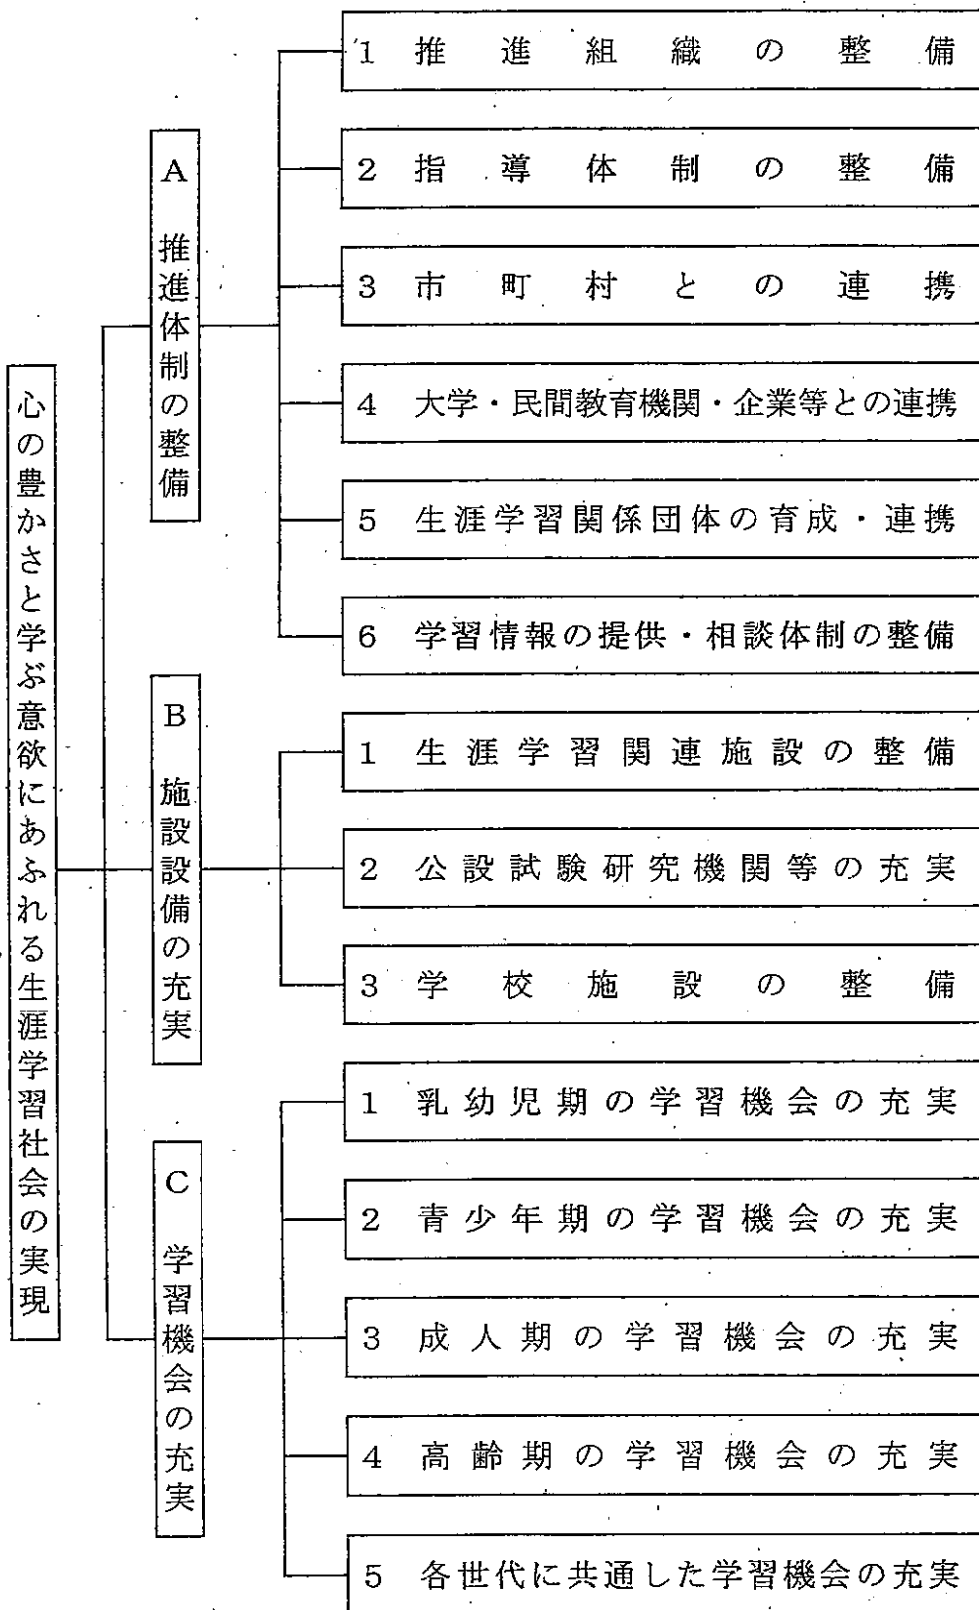 心の豊かさと学ぶ意欲にあふれる生涯学習社会の実現
A 推進体制の整備
1 推進組織の整備
2 指導体制の整備
3 市町村との連携
4 大学・民間教育機関・企業等との連携
5 生涯学習関係団体の育成・連携
6 学習情報の提供・相談体制の整備
B 施設設備の充実
1 生涯学習関連施設の整備
2 公設試験研究機関等の充実
3 学校施設の整備
C 学習機会の充実
1 乳幼児期の学習機会の充実
2 青少年期の学習機会の充実
3 成人期の学習機会の充実
4 高齢期の学習機会の充実
5 各世代に共通した学習機会の充実